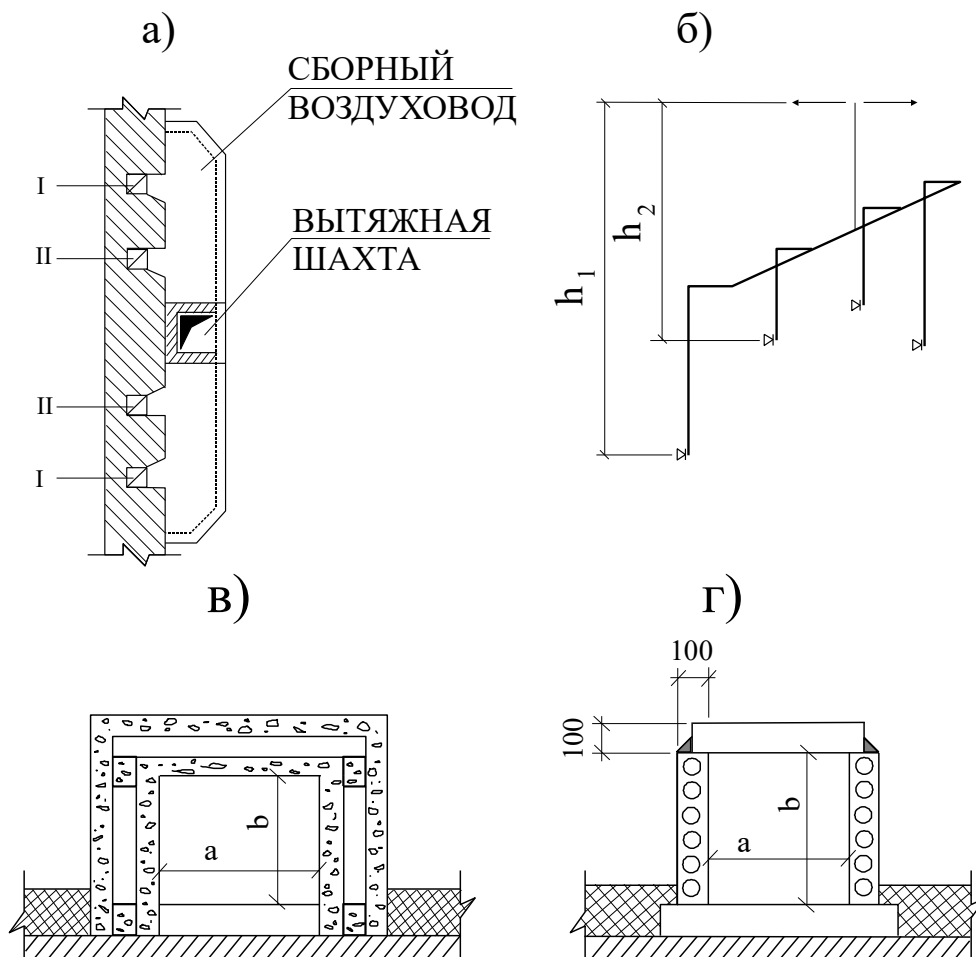 а)
б)
СБОРНЫЙ
ВОЗДУХОВОД
I
II
ВЫТЯЖНАЯ
ШАХТА
II
I
h₁
h₂
в)
г)
100
100
b
а
b
а